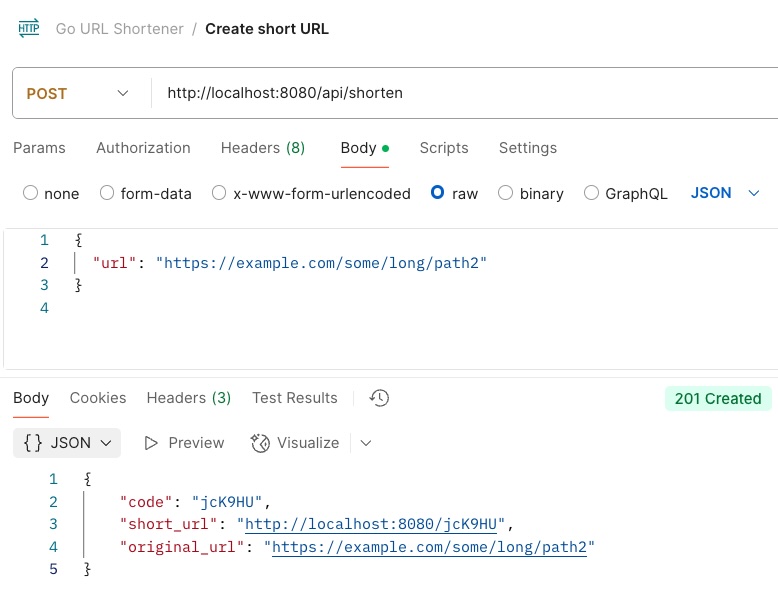 HTTP Go URL Shortener / Create short URL
POST http://localhost:8080/api/shorten
Params Authorization Headers (8) Body Scripts Settings
none form-data x-www-form-urlencoded raw binary GraphQL JSON
1 {
2 "url": "https://example.com/some/long/path2"
3 }
4
Body Cookies Headers (3) Test Results 201 Created
{} JSON Preview Visualize
1 {
2 "code": "jcK9HU",
3 "short_url": "http://localhost:8080/jcK9HU",
4 "original_url": "https://example.com/some/long/path2"
5 }